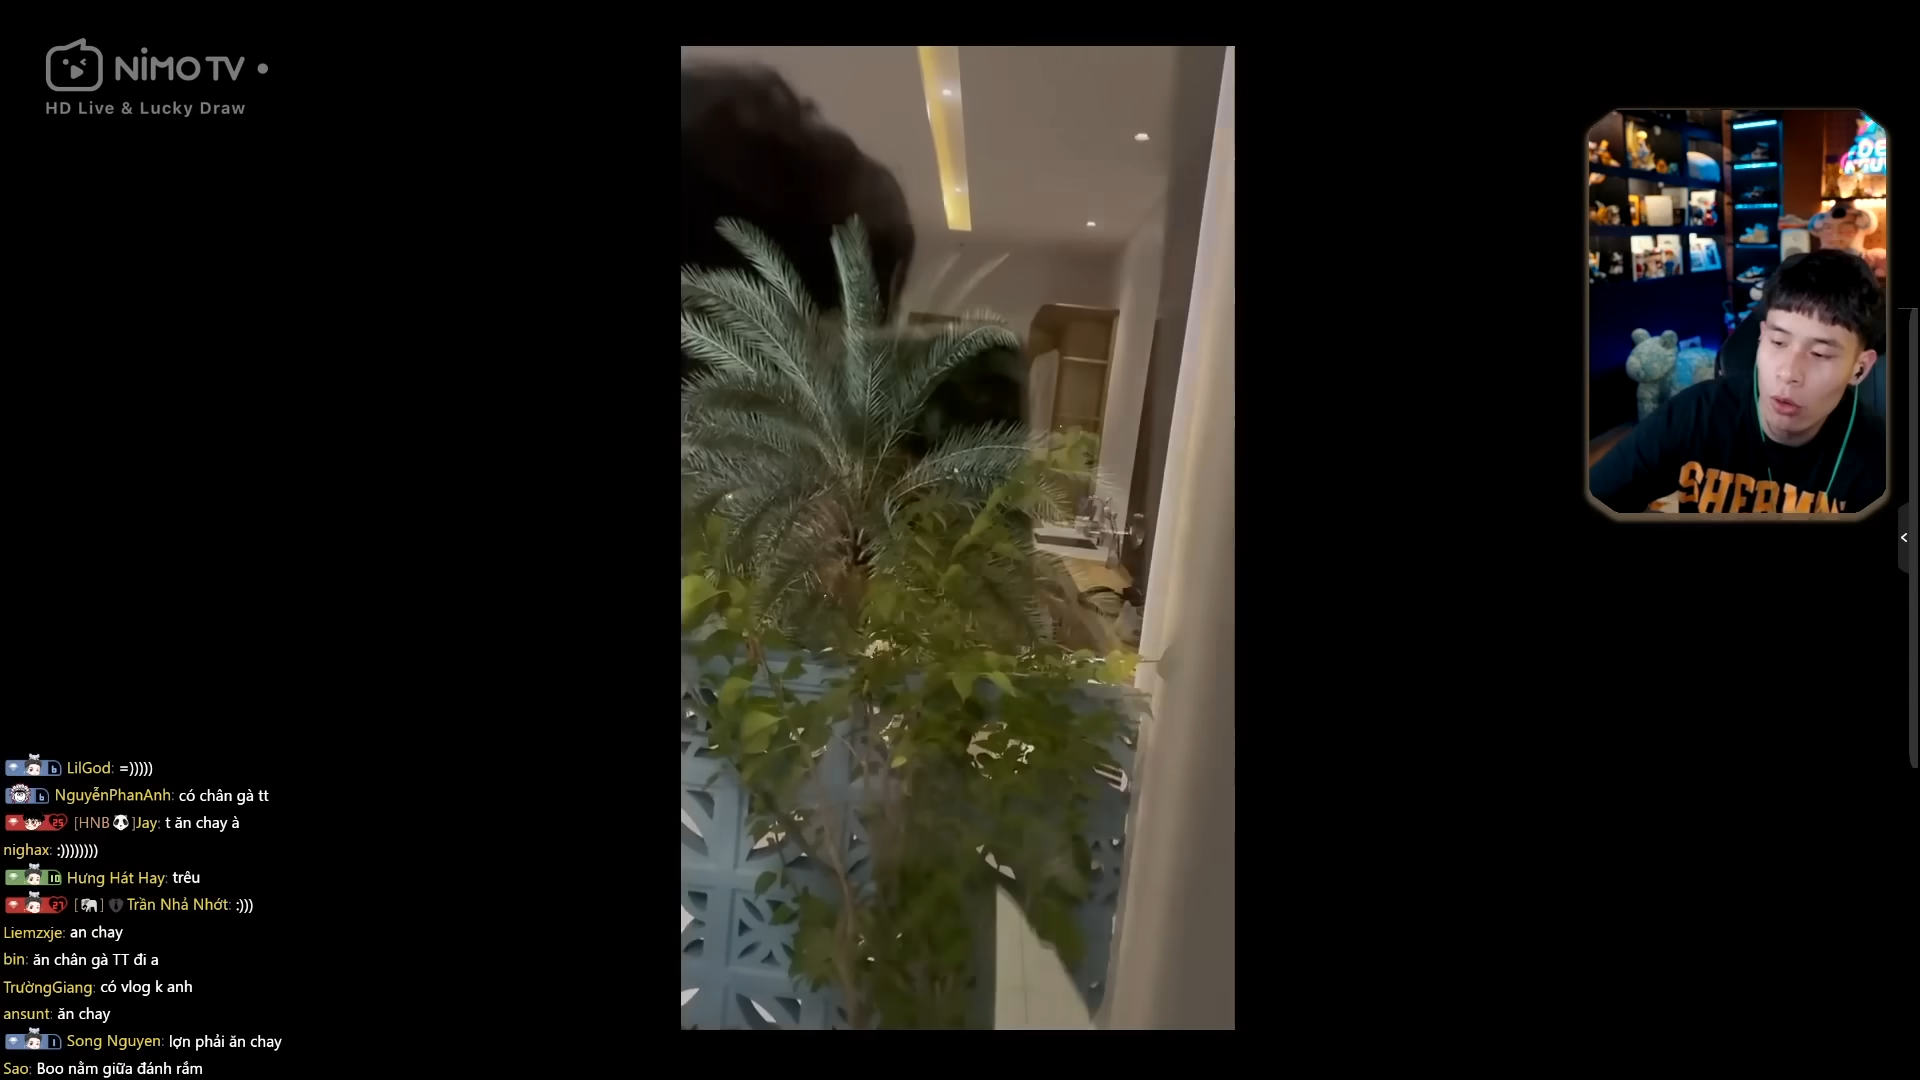 NIMO TV
HD Live & Lucky Draw
DE
SHERMA
LilGod: =)))))
NguyễnPhanAnh: có chân gà tt
[HNB]Jay: t ăn chay à
nighax: :))))))))
Hưng Hát Hay: trêu
[] Trần Nhả Nhớt: :)))
Liemzxje: an chay
bin: ăn chân gà TT đi a
TrườngGiang: có vlog k anh
ansunt: ăn chay
Song Nguyen: lợn phải ăn chay
Sao: Boo nằm giữa đánh rắm